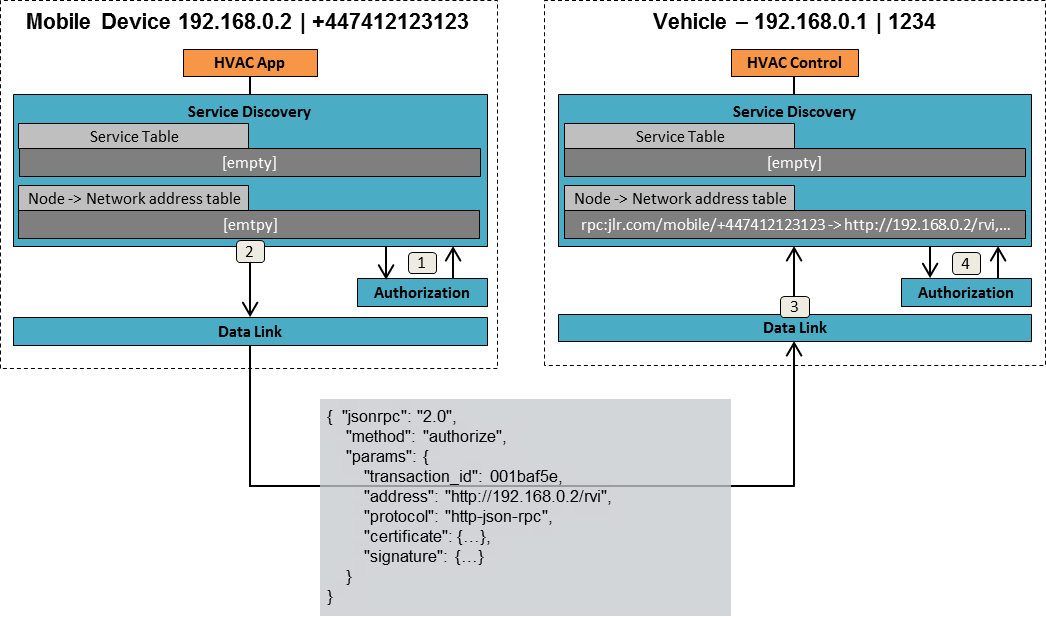 Mobile Device 192.168.0.2 | +447412123123
HVAC App
Service Discovery
Service Table
[empty]
Node -> Network address table
[emtpy]
2
1
Authorization
Data Link
Vehicle – 192.168.0.1 | 1234
HVAC Control
Service Discovery
Service Table
[empty]
Node -> Network address table
rpc:jlr.com/mobile/+447412123123 -> http://192.168.0.2/rvi,...
4
Authorization
3
Data Link
{ "jsonrpc": "2.0",
"method": "authorize",
"params": {
"transaction_id": 001baf5e,
"address": "http://192.168.0.2/rvi",
"protocol": "http-json-rpc",
"certificate": {…},
"signature": {…}
}
}